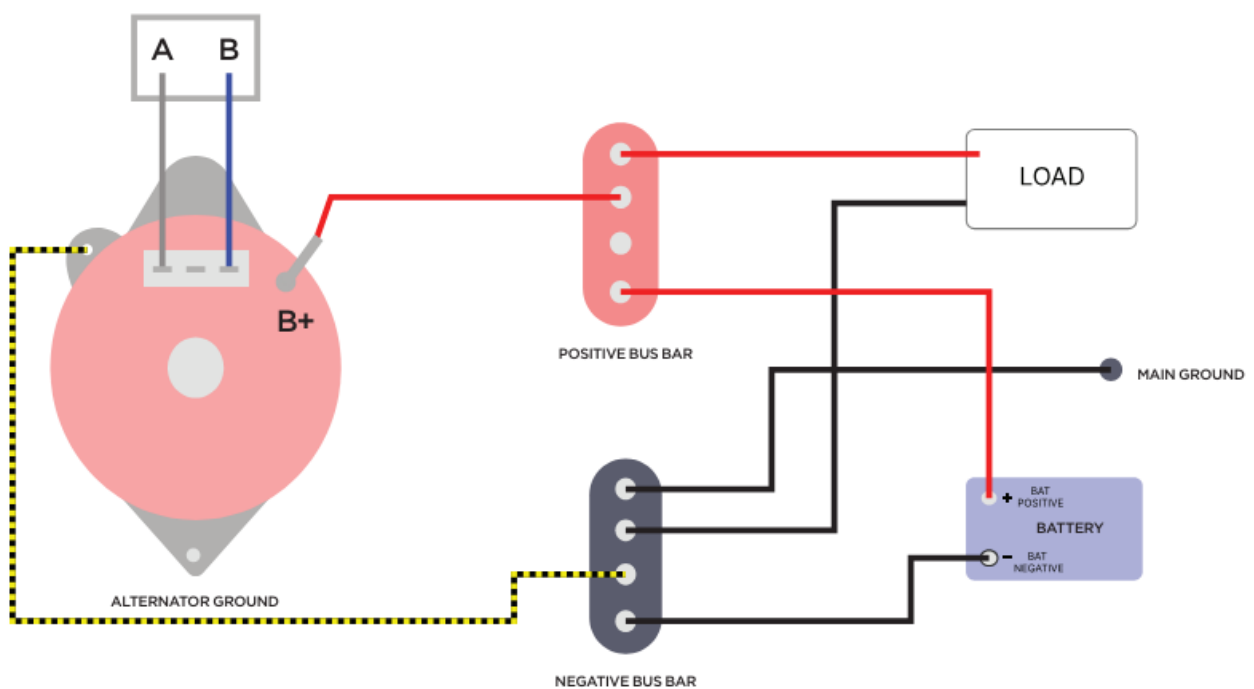 A B
LOAD
B+
POSITIVE BUS BAR
MAIN GROUND
+ BAT
POSITIVE
BATTERY
- BAT
NEGATIVE
ALTERNATOR GROUND
NEGATIVE BUS BAR